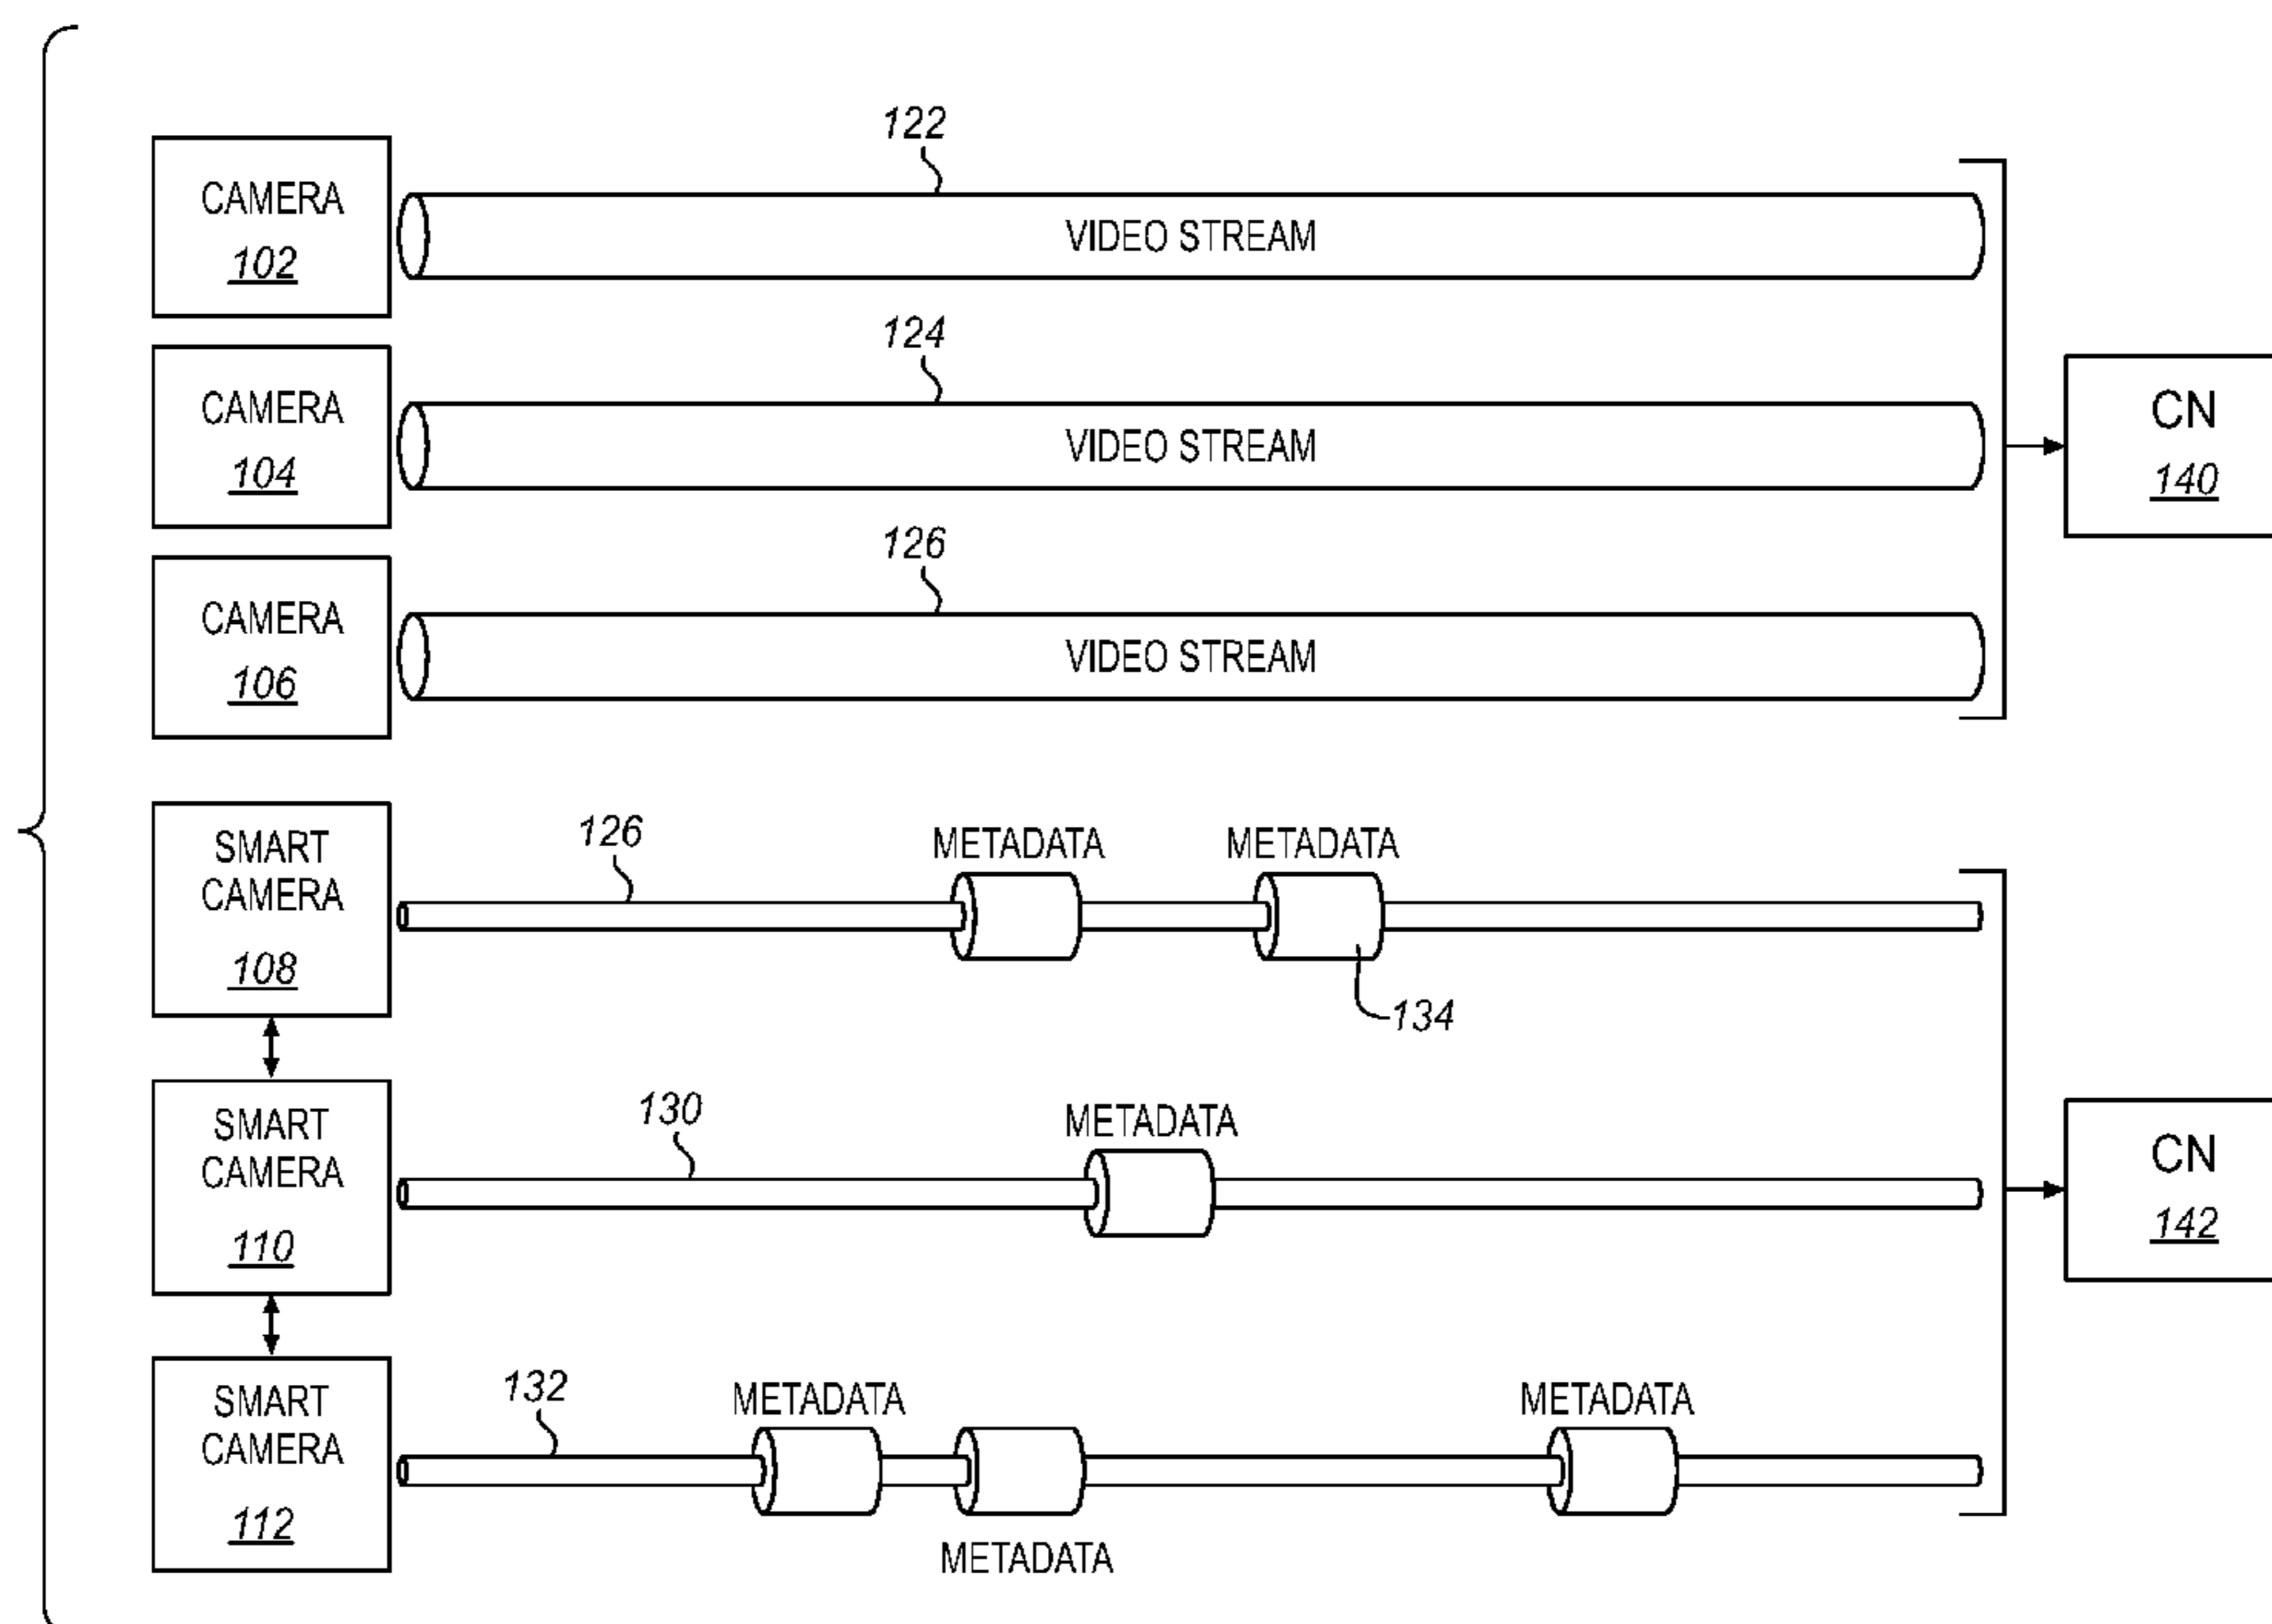 122
CAMERA
102
VIDEO STREAM
124
CAMERA
104
VIDEO STREAM
CN
140
126
CAMERA
106
VIDEO STREAM
SMART
CAMERA
108
126
METADATA
METADATA
134
SMART
CAMERA
110
130
METADATA
CN
142
SMART
CAMERA
112
132
METADATA
METADATA
METADATA